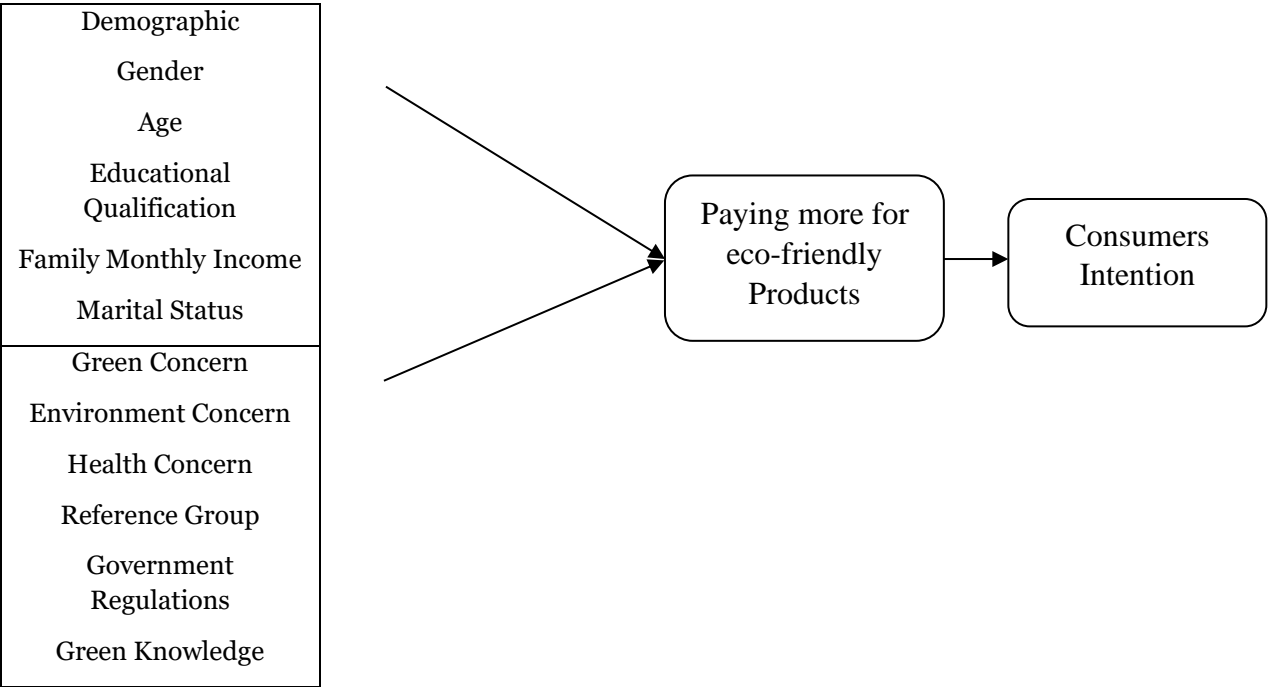 Demographic
Gender
Age
Educational
Qualification
Family Monthly Income
Marital Status
Green Concern
Environment Concern
Health Concern
Reference Group
Government
Regulations
Green Knowledge
Paying more for
eco-friendly
Products
Consumers
Intention